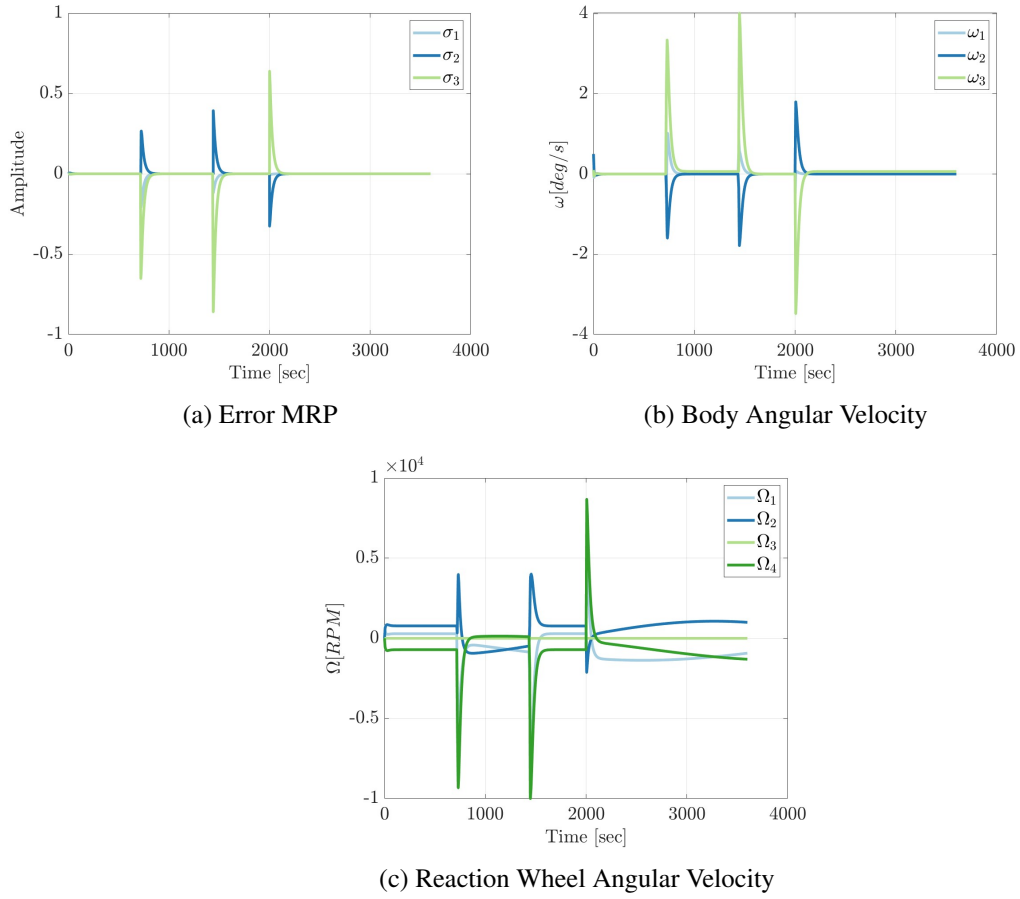 1
0.5
0
-0.5
-1
Amplitude
σ1
σ2
σ3
0 1000 2000 3000 4000
Time [sec]
(a) Error MRP
4
2
0
-2
-4
ω[deg/s]
ω1
ω2
ω3
0 1000 2000 3000 4000
Time [sec]
(b) Body Angular Velocity
×10^4
1
0.5
0
-0.5
-1
Ω[RPM]
Ω1
Ω2
Ω3
Ω4
0 1000 2000 3000 4000
Time [sec]
(c) Reaction Wheel Angular Velocity